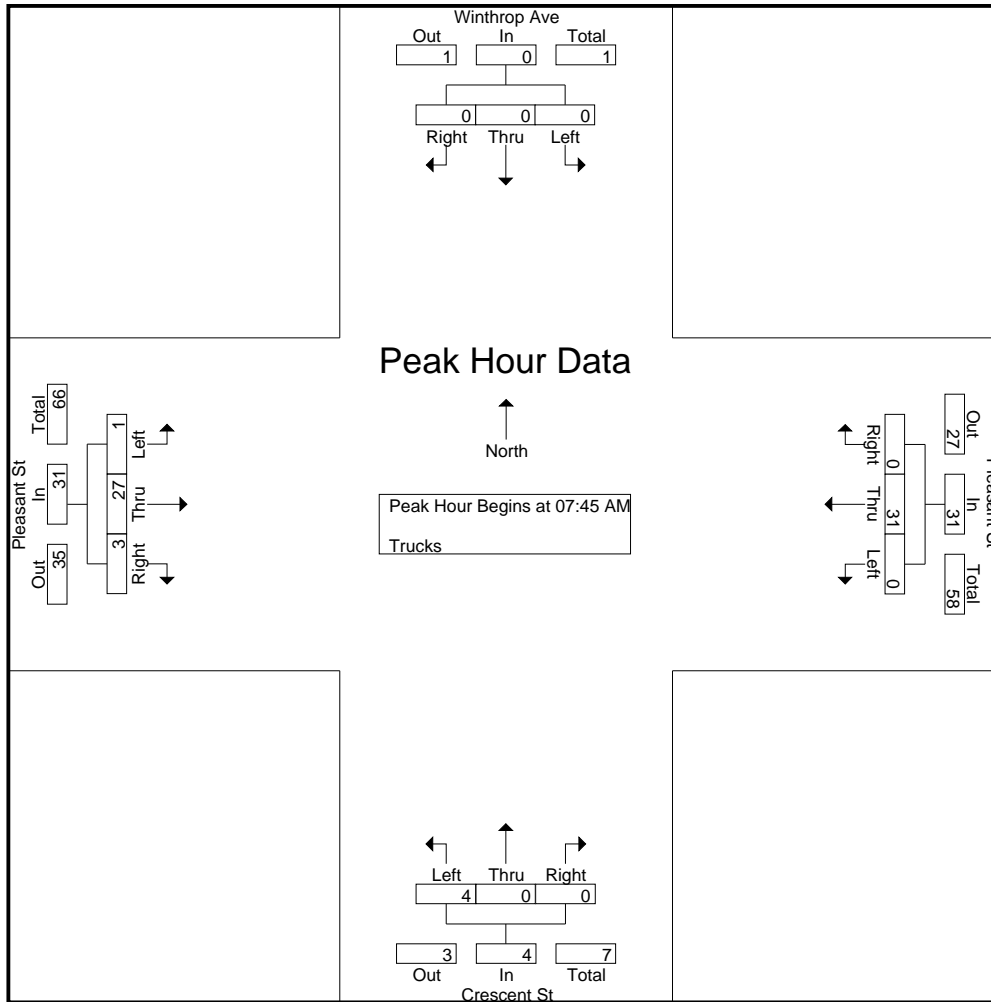 Winthrop Ave
Out In Total
1 0 1
0 0 0
Right Thru Left
Peak Hour Data
North
Peak Hour Begins at 07:45 AM
Trucks
Pleasant St
Out In Total
35 31 66
1 27 3
Left Thru Right
Right Thru Left
0 31 0
27 31 58
Out In Total
Pleasant St
Left Thru Right
4 0 0
3 4 7
Out In Total
Crescent St